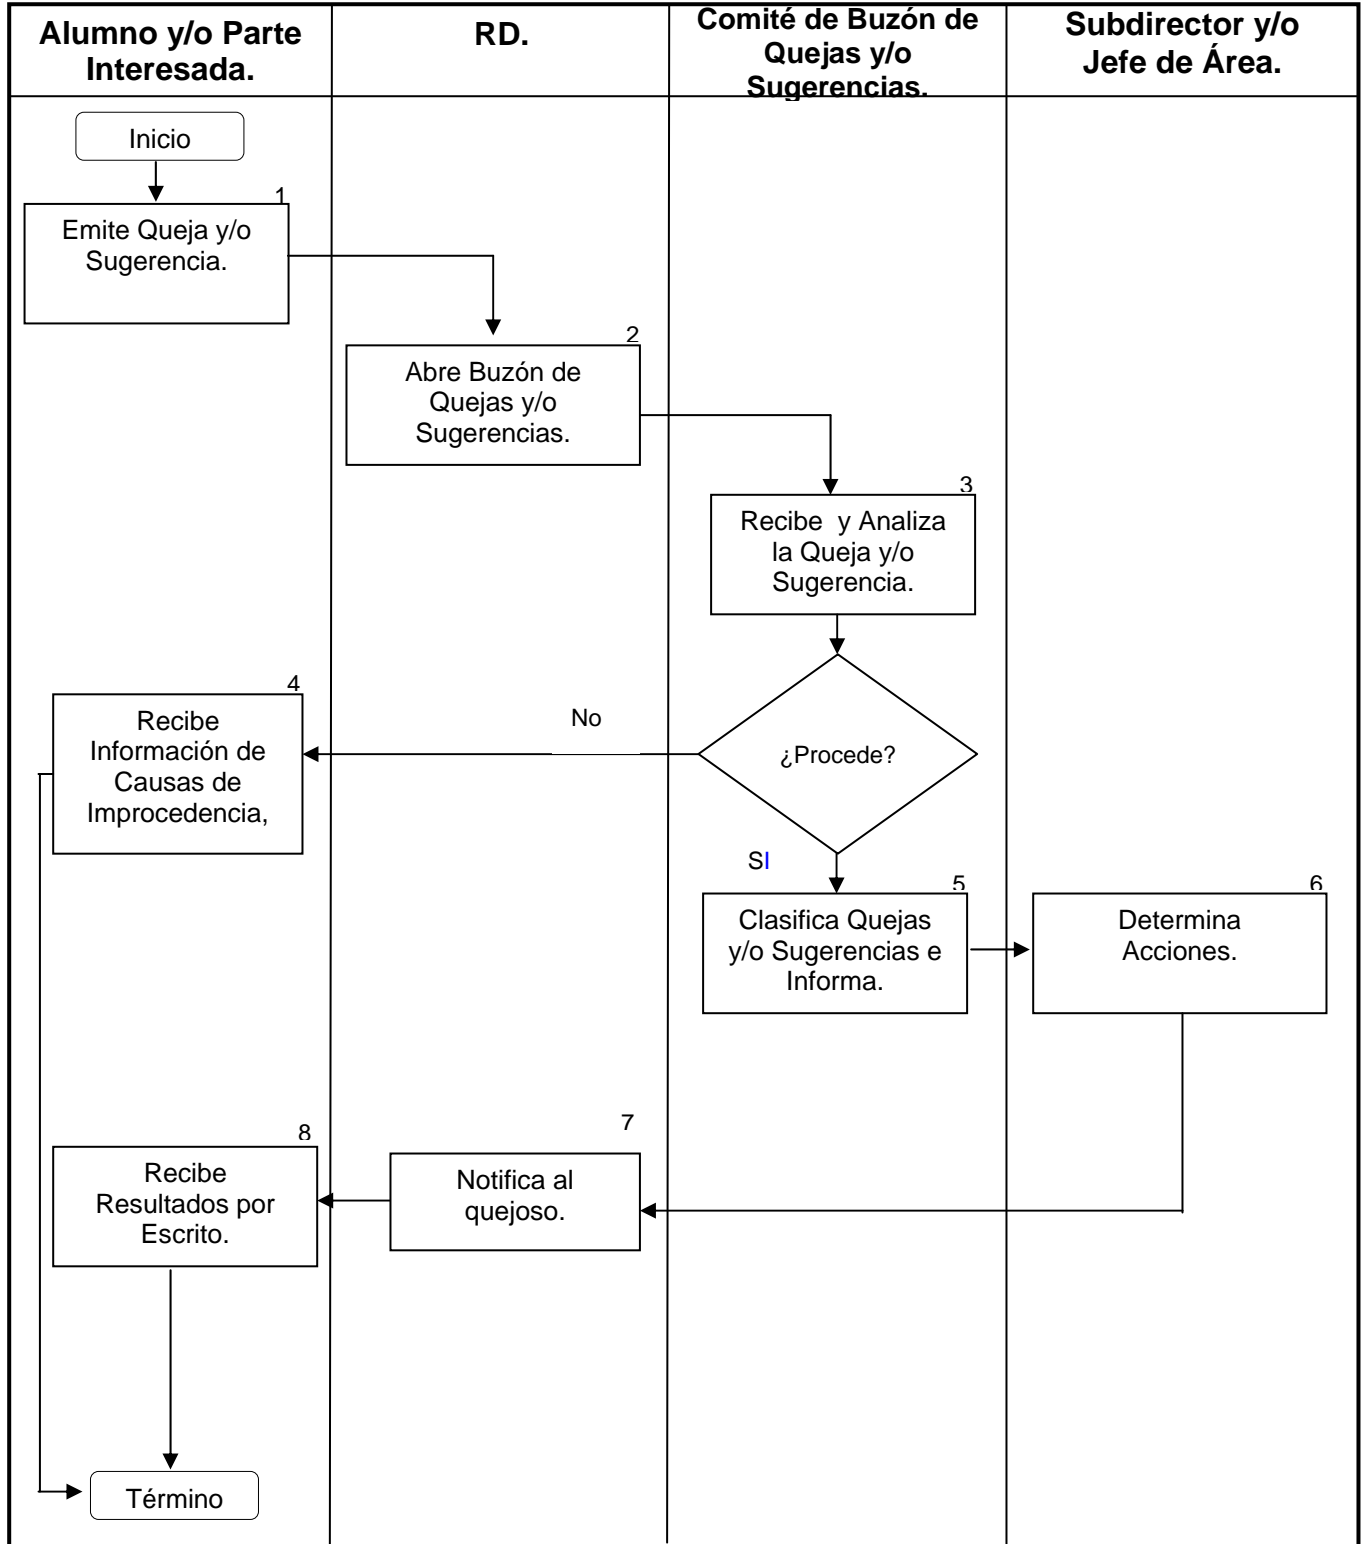 Alumno y/o Parte
Interesada.
RD.
Comité de Buzón de
Quejas y/o
Sugerencias.
Subdirector y/o
Jefe de Área.
Inicio
1
Emite Queja y/o
Sugerencia.
2
Abre Buzón de
Quejas y/o
Sugerencias.
3
Recibe y Analiza
la Queja y/o
Sugerencia.
¿Procede?
No
4
Recibe
Información de
Causas de
Improcedencia,
SI
5
Clasifica Quejas
y/o Sugerencias e
Informa.
6
Determina
Acciones.
7
Notifica al
quejoso.
8
Recibe
Resultados por
Escrito.
Término